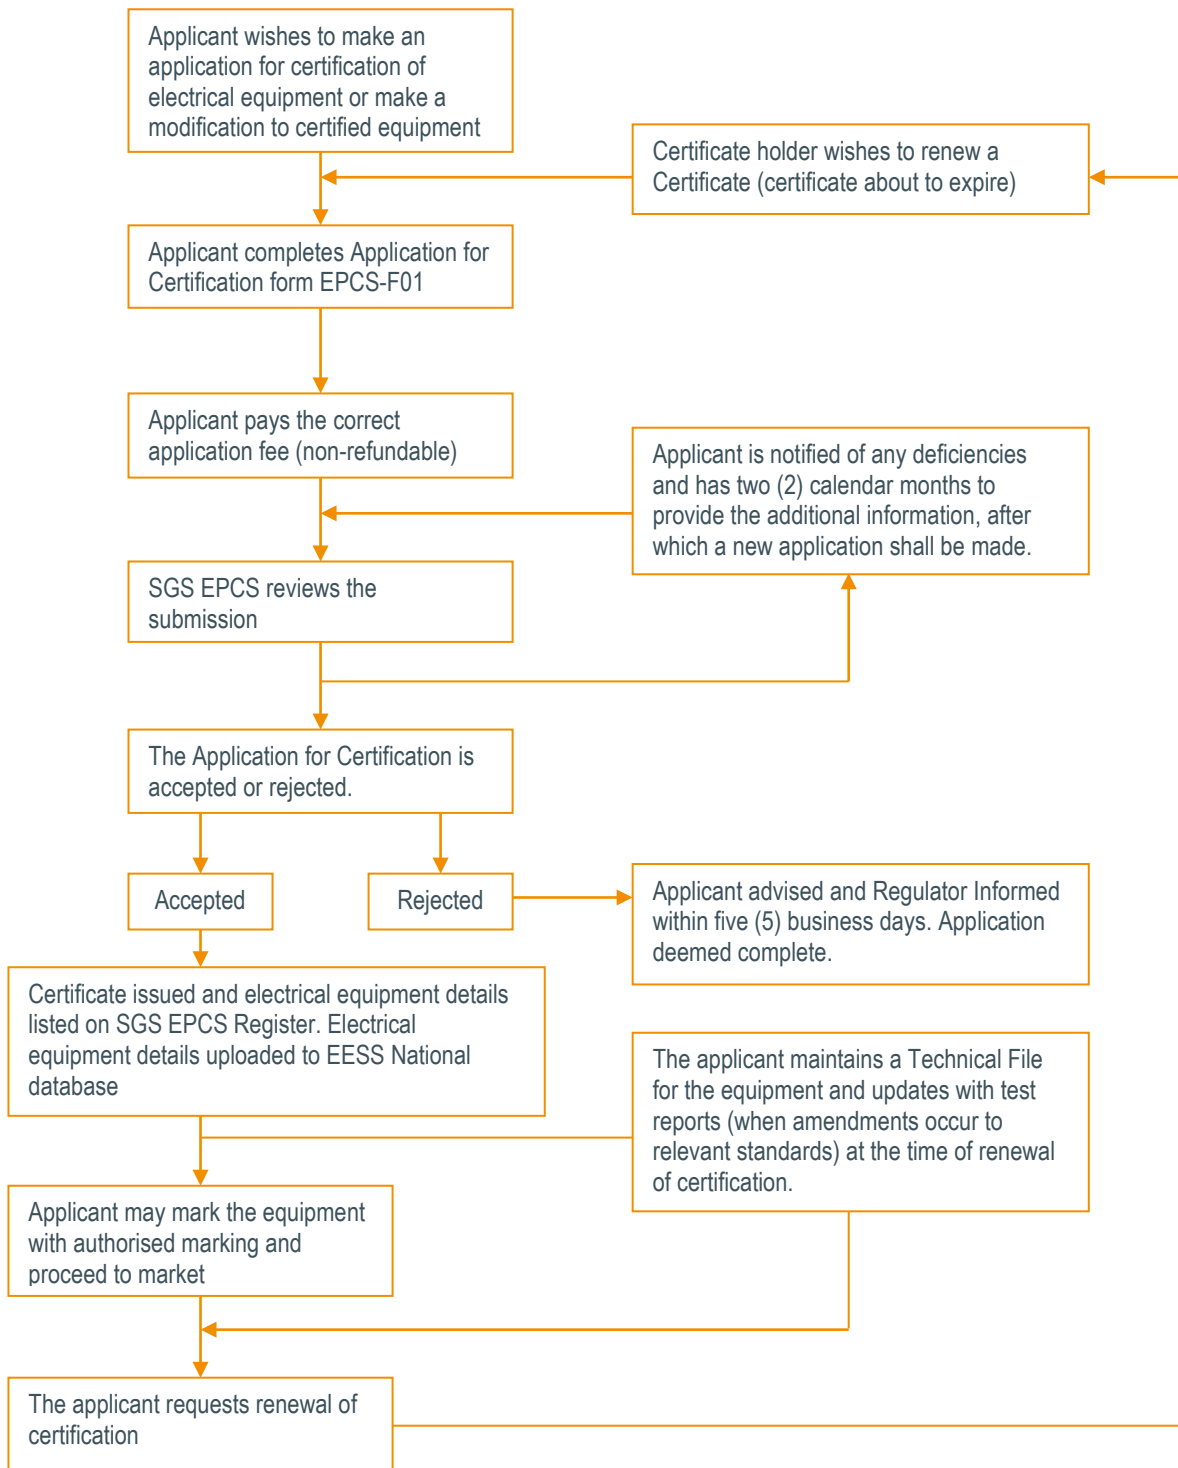 Applicant wishes to make an
application for certification of
electrical equipment or make a
modification to certified equipment
Certificate holder wishes to renew a
Certificate (certificate about to expire)
Applicant completes Application for
Certification form EPCS-F01
Applicant pays the correct
application fee (non-refundable)
Applicant is notified of any deficiencies
and has two (2) calendar months to
provide the additional information, after
which a new application shall be made.
SGS EPCS reviews the
submission
The Application for Certification is
accepted or rejected.
Accepted
Rejected
Applicant advised and Regulator Informed
within five (5) business days. Application
deemed complete.
Certificate issued and electrical equipment details
listed on SGS EPCS Register. Electrical
equipment details uploaded to EESS National
database
The applicant maintains a Technical File
for the equipment and updates with test
reports (when amendments occur to
relevant standards) at the time of renewal
of certification.
Applicant may mark the equipment
with authorised marking and
proceed to market
The applicant requests renewal of
certification